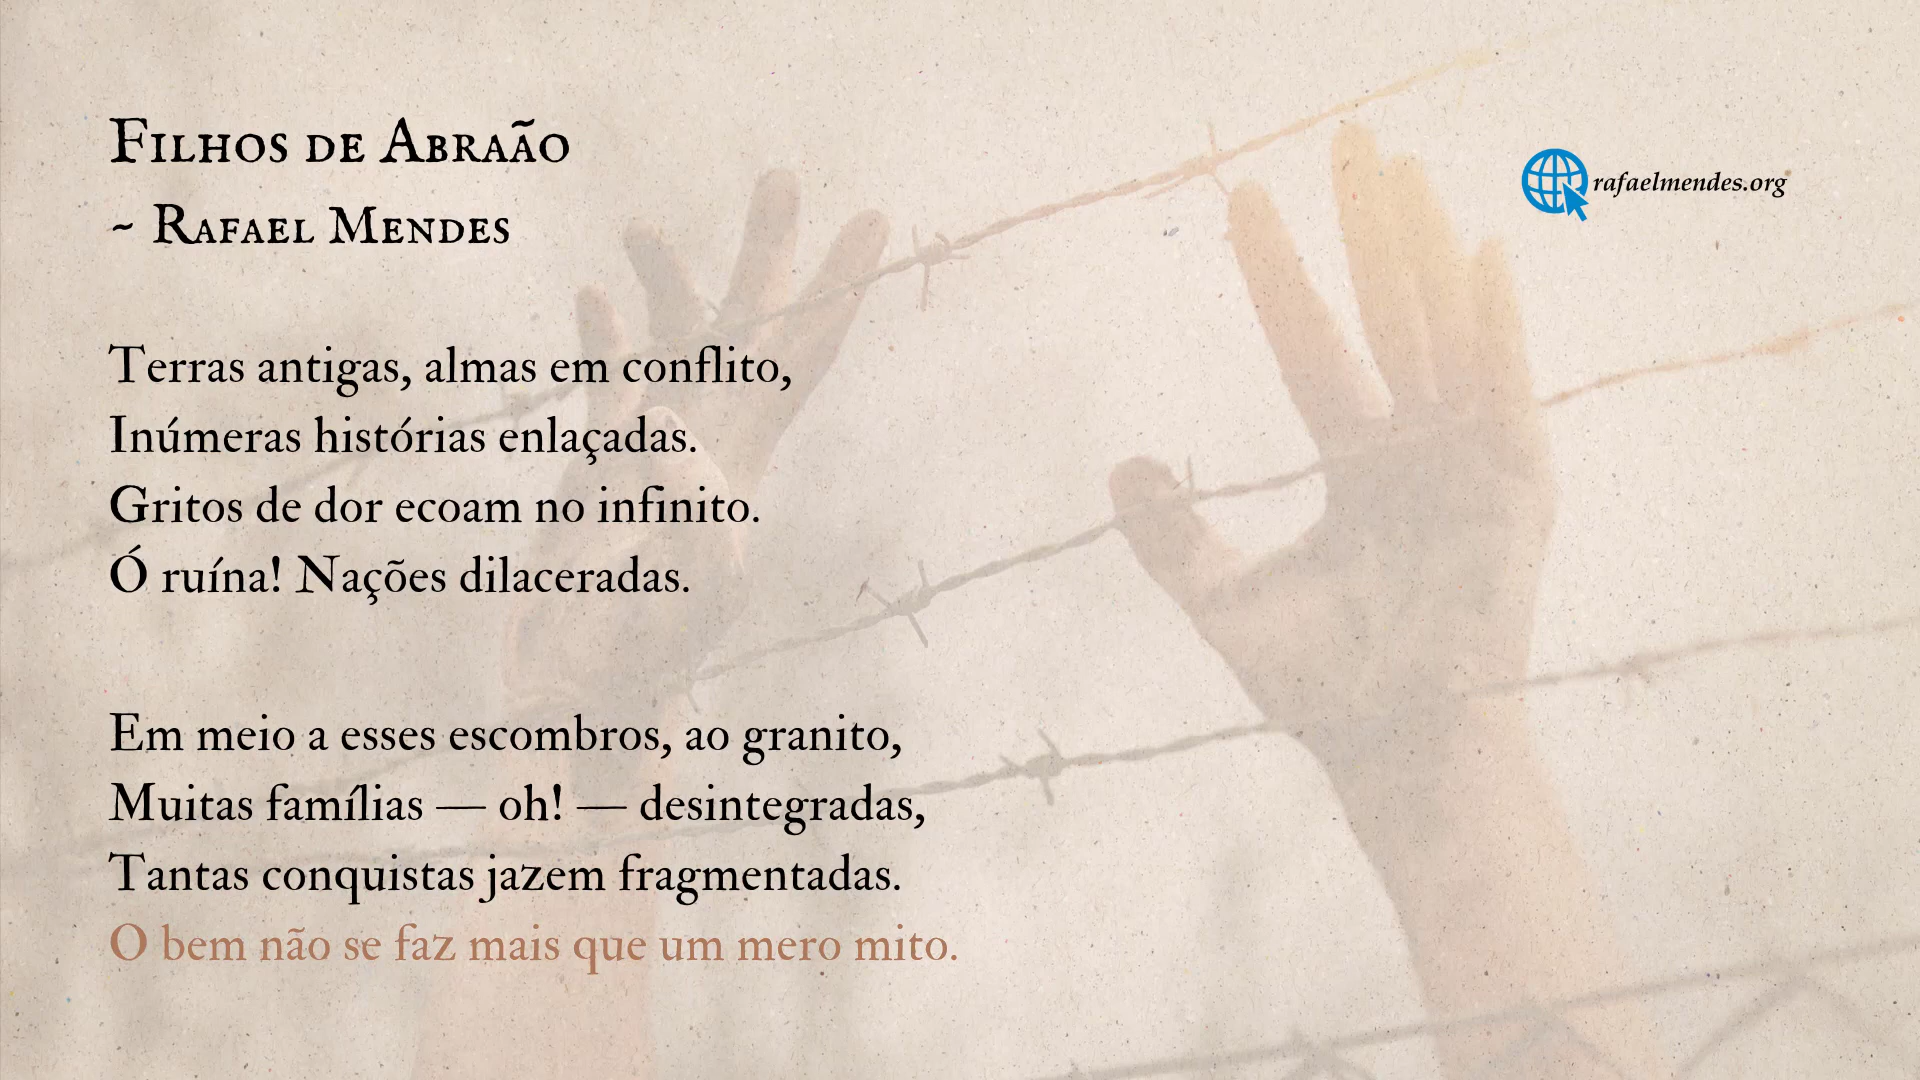 Filhos de Abraão
~ Rafael Mendes
rafaelmendes.org
Terras antigas, almas em conflito,
Inúmeras histórias enlaçadas.
Gritos de dor ecoam no infinito.
Ó ruína! Nações dilaceradas.
Em meio a esses escombros, ao granito,
Muitas famílias — oh! — desintegradas,
Tantas conquistas jazem fragmentadas.
O bem não se faz mais que um mero mito.